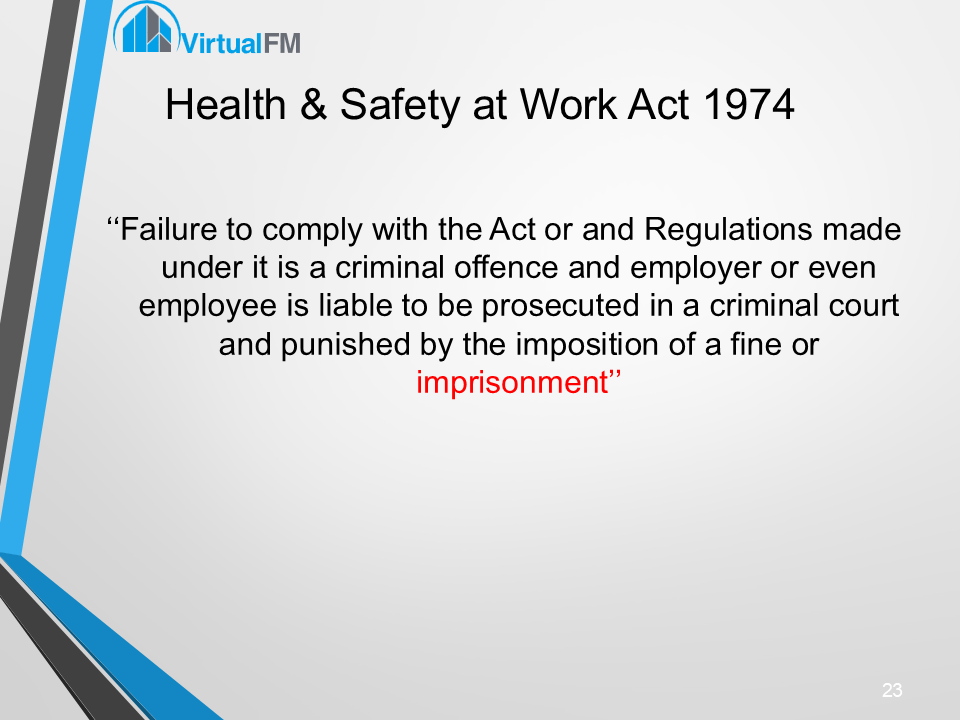 VirtualFM
Health & Safety at Work Act 1974
‘‘Failure to comply with the Act or and Regulations made
under it is a criminal offence and employer or even
employee is liable to be prosecuted in a criminal court
and punished by the imposition of a fine or
imprisonment’’
23